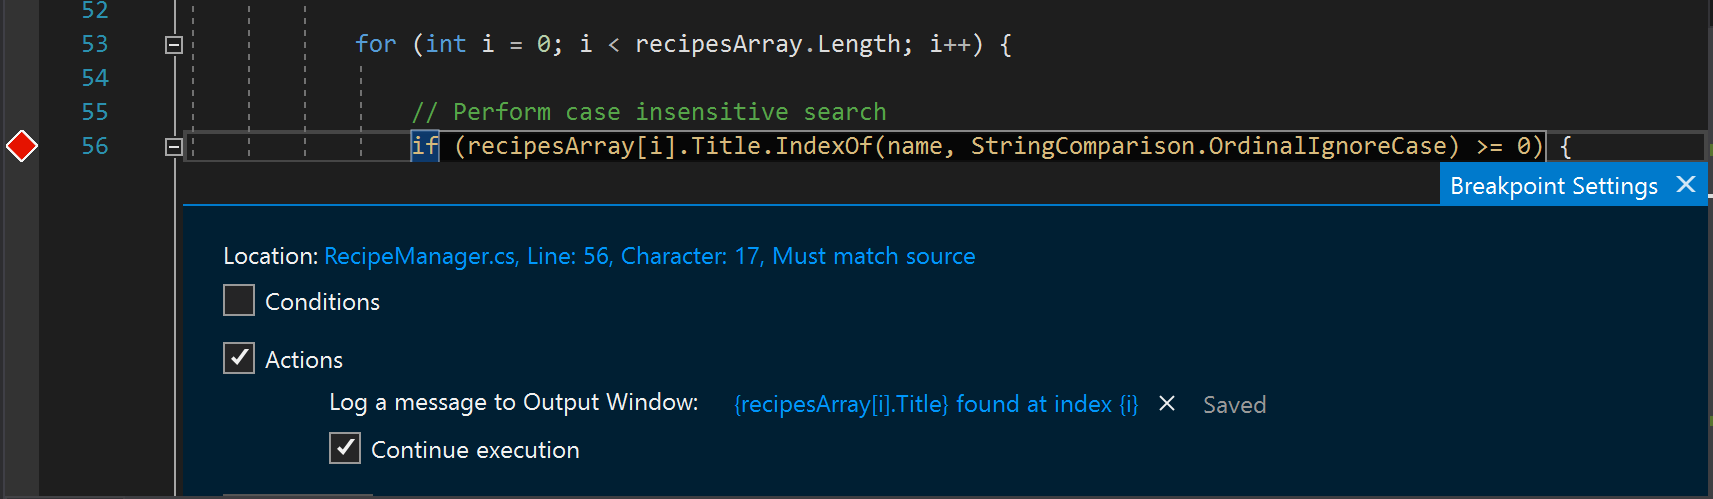 52
53 for (int i = 0; i < recipesArray.Length; i++) {
54
55 // Perform case insensitive search
56 if (recipesArray[i].Title.IndexOf(name, StringComparison.OrdinalIgnoreCase) >= 0) {
Breakpoint Settings
Location: RecipeManager.cs, Line: 56, Character: 17, Must match source
Conditions
Actions
Log a message to Output Window: {recipesArray[i].Title} found at index {i} Saved
Continue execution